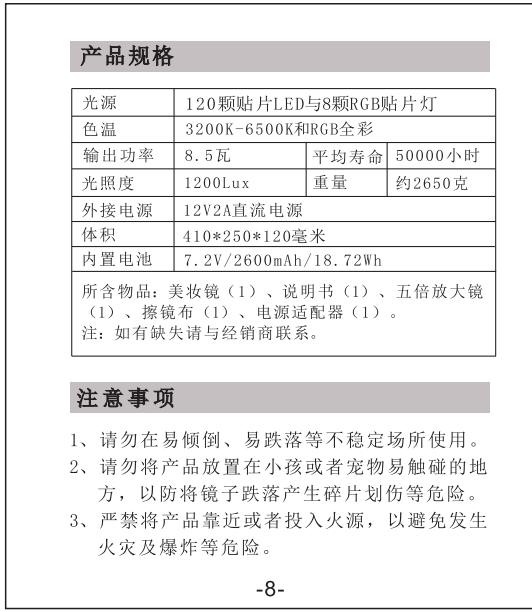 产品规格
光源 120颗贴片LED与8颗RGB贴片灯
色温 3200K-6500K和RGB全彩
输出功率 8.5瓦 平均寿命 50000小时
光照度 1200Lux 重量 约2650克
外接电源 12V2A直流电源
体积 410*250*120毫米
内置电池 7.2V/2600mAh/18.72Wh
所含物品：美妆镜（1）、说明书（1）、五倍放大镜
（1）、擦镜布（1）、电源适配器（1）。
注：如有缺失请与经销商联系。
注意事项
1、请勿在易倾倒、易跌落等不稳定场所使用。
2、请勿将产品放置在小孩或者宠物易触碰的地
方，以防将镜子跌落产生碎片划伤等危险。
3、严禁将产品靠近或者投入火源，以避免发生
火灾及爆炸等危险。
-8-